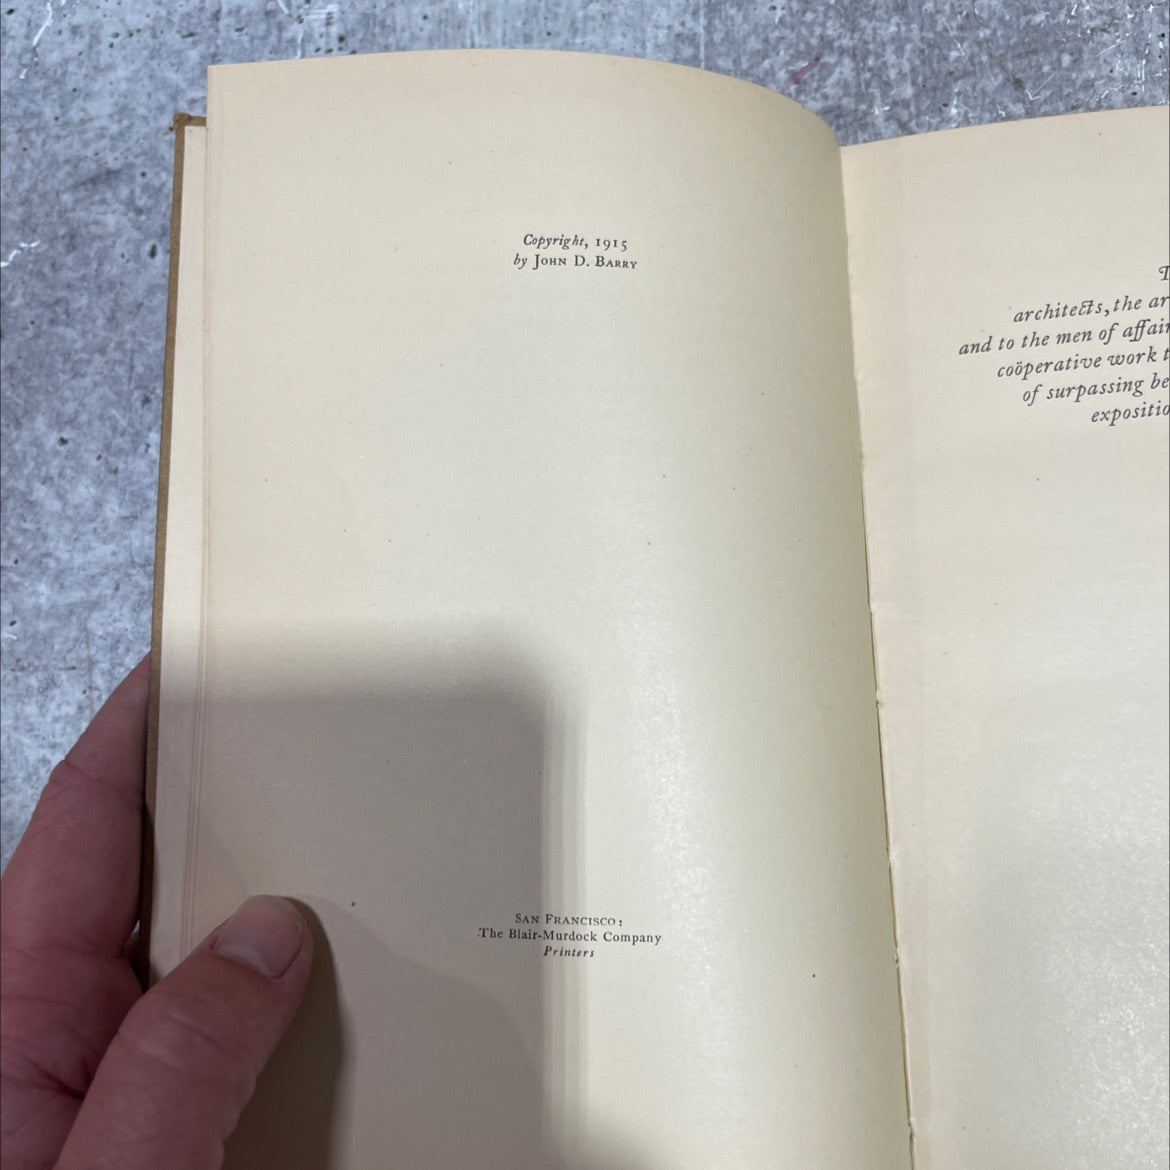 Copyright, 1915
by JOHN D. BARRY
SAN FRANCISCO:
The Blair-Murdock Company
Printers
architects, the ar
and to the men of affair
coöperative work t
of surpassing be
expositio